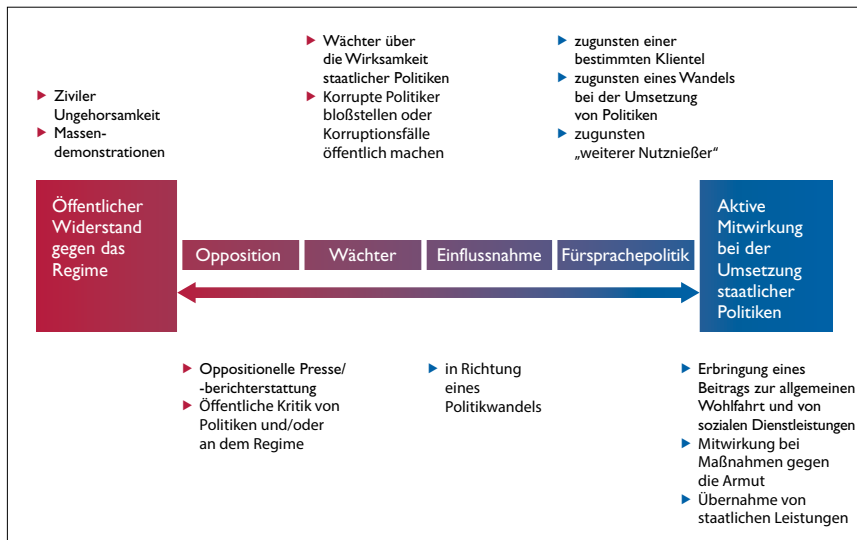 Ziviler
Ungehorsamkeit
Massen-
demonstrationen
Wächter über
die Wirksamkeit
staatlicher Politiken
Korrupte Politiker
bloßstellen oder
Korruptionsfälle
öffentlich machen
zugunsten einer
bestimmten Klientel
zugunsten eines Wandels
bei der Umsetzung
von Politiken
zugunsten
„weiterer Nutznießer“
Öffentlicher
Widerstand
gegen das
Regime
Opposition
Wächter
Einflussnahme
Fürsprachepolitik
Aktive
Mitwirkung
bei der
Umsetzung
staatlicher
Politiken
Oppositionelle Presse/
-berichterstattung
Öffentliche Kritik von
Politiken und/oder
an dem Regime
in Richtung
eines
Politikwandels
Erbringung eines
Beitrags zur allgemeinen
Wohlfahrt und von
sozialen Dienstleistungen
Mitwirkung bei
Maßnahmen gegen
die Armut
Übernahme von
staatlichen Leistungen